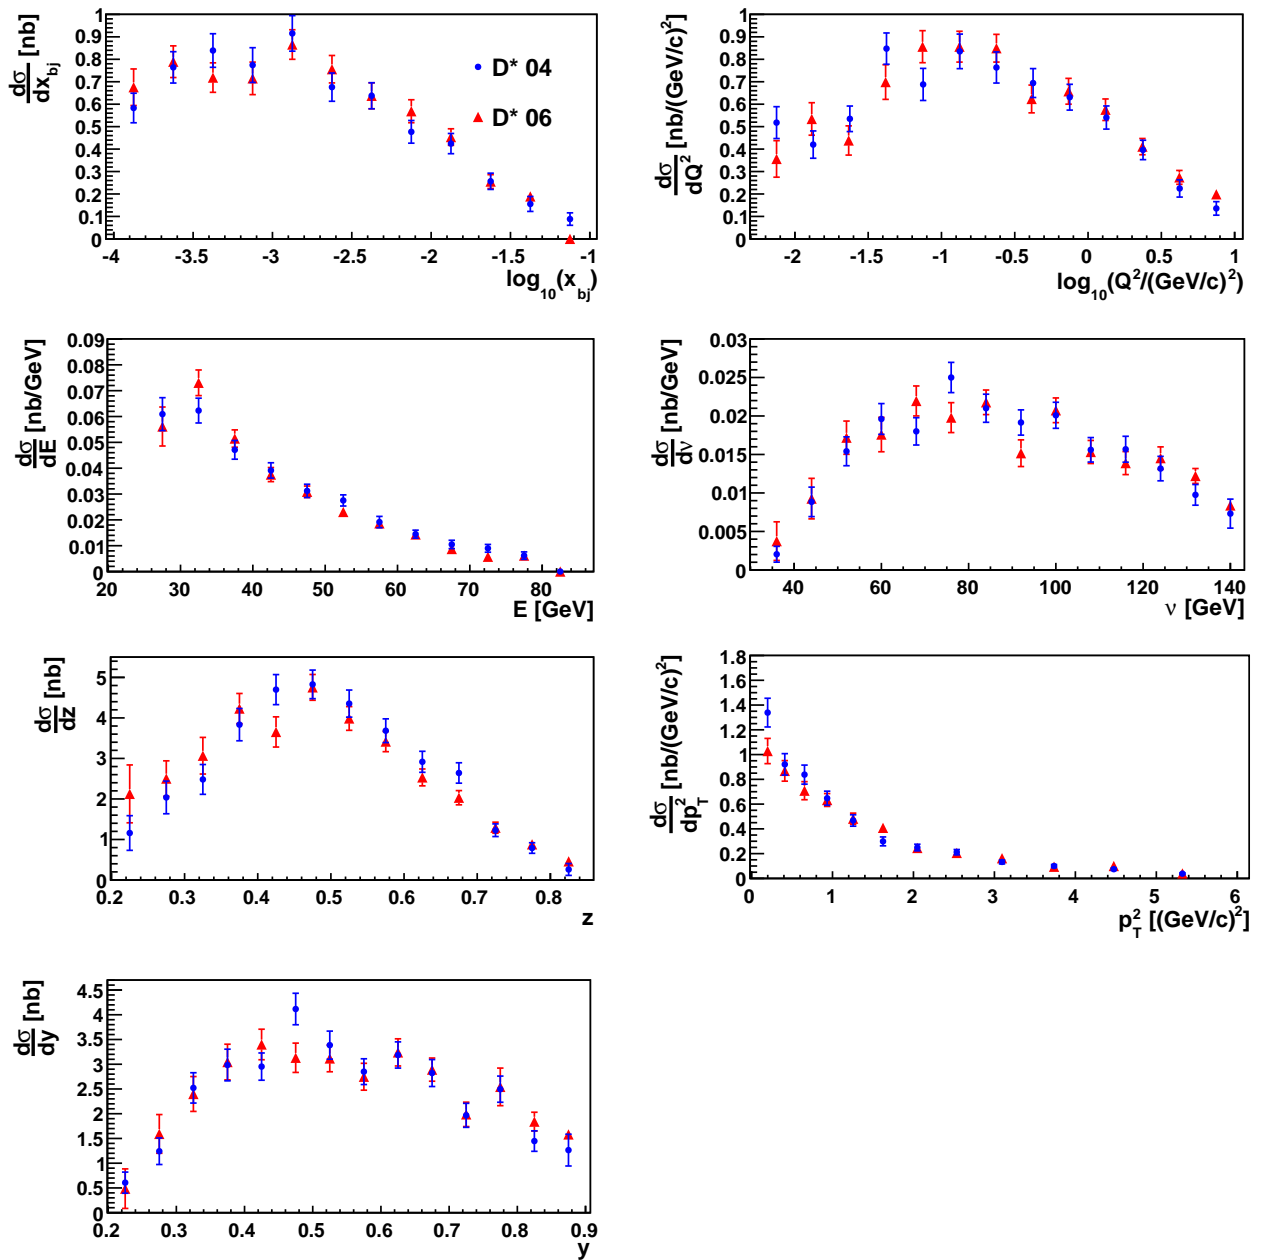 dσ/dx_bj [nb]
1
0.9
0.8
0.7
0.6
0.5
0.4
0.3
0.2
0.1
0
D* 04
D* 06
-4 -3.5 -3 -2.5 -2 -1.5 -1
log₁₀(x_bj)
dσ/dQ² [nb/(GeV/c)²]
1
0.9
0.8
0.7
0.6
0.5
0.4
0.3
0.2
0.1
0
-2 -1.5 -1 -0.5 0 0.5 1
log₁₀(Q²/(GeV/c)²)
dσ/dE [nb/GeV]
0.09
0.08
0.07
0.06
0.05
0.04
0.03
0.02
0.01
0
20 30 40 50 60 70 80
E [GeV]
dσ/dν [nb/GeV]
0.03
0.025
0.02
0.015
0.01
0.005
0
40 60 80 100 120 140
ν [GeV]
dσ/dz [nb]
5
4
3
2
1
0
0.2 0.3 0.4 0.5 0.6 0.7 0.8
z
dσ/dp_T² [nb/(GeV/c)²]
1.8
1.6
1.4
1.2
1
0.8
0.6
0.4
0.2
0
0 1 2 3 4 5 6
p_T² [(GeV/c)²]
dσ/dy [nb]
4.5
4
3.5
3
2.5
2
1.5
1
0.5
0
0.2 0.3 0.4 0.5 0.6 0.7 0.8 0.9
y